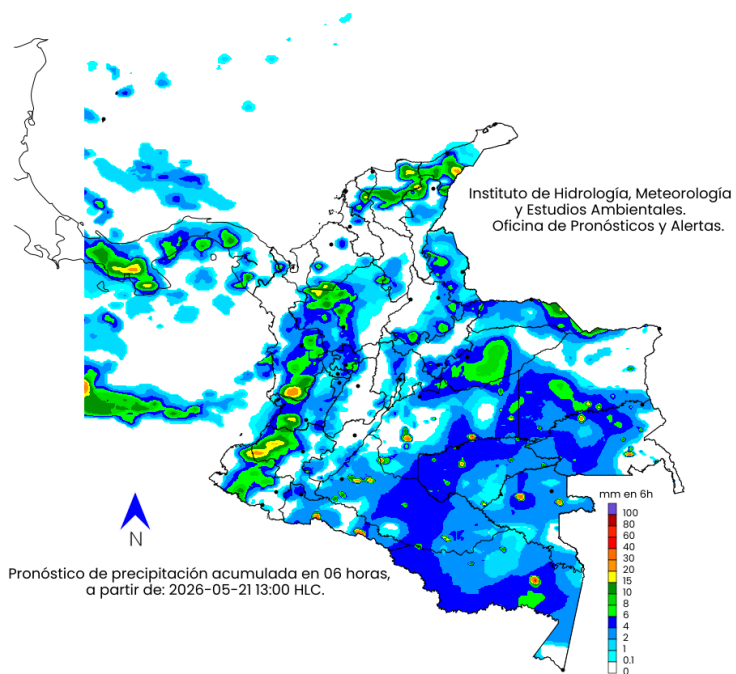 Instituto de Hidrología, Meteorología
y Estudios Ambientales.
Oficina de Pronósticos y Alertas.
mm en 6h
100
80
60
40
30
20
15
10
8
6
4
2
1
0.1
0
N
Pronóstico de precipitación acumulada en 06 horas,
a partir de: 2026-05-21 13:00 HLC.